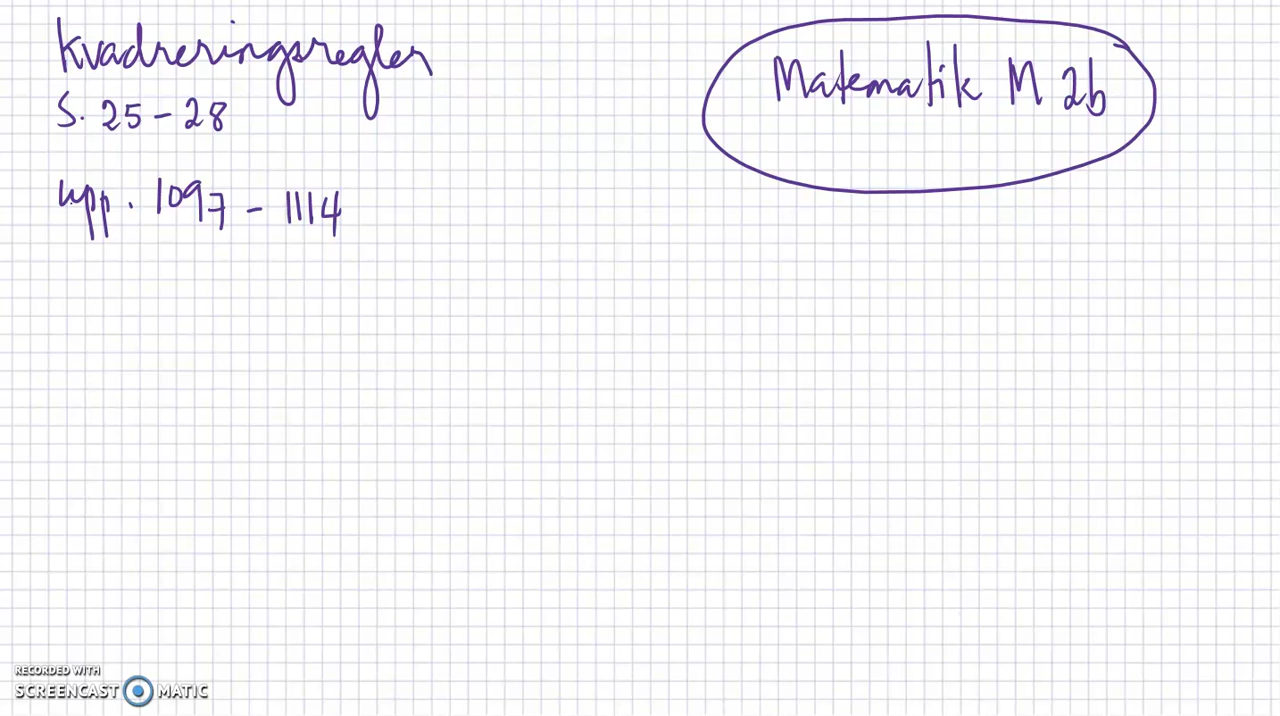 Kvadreringsregler
S. 25-28
upp. 1097 - 1114
Matematik M 2b
RECORDED WITH
SCREENCAST MATIC